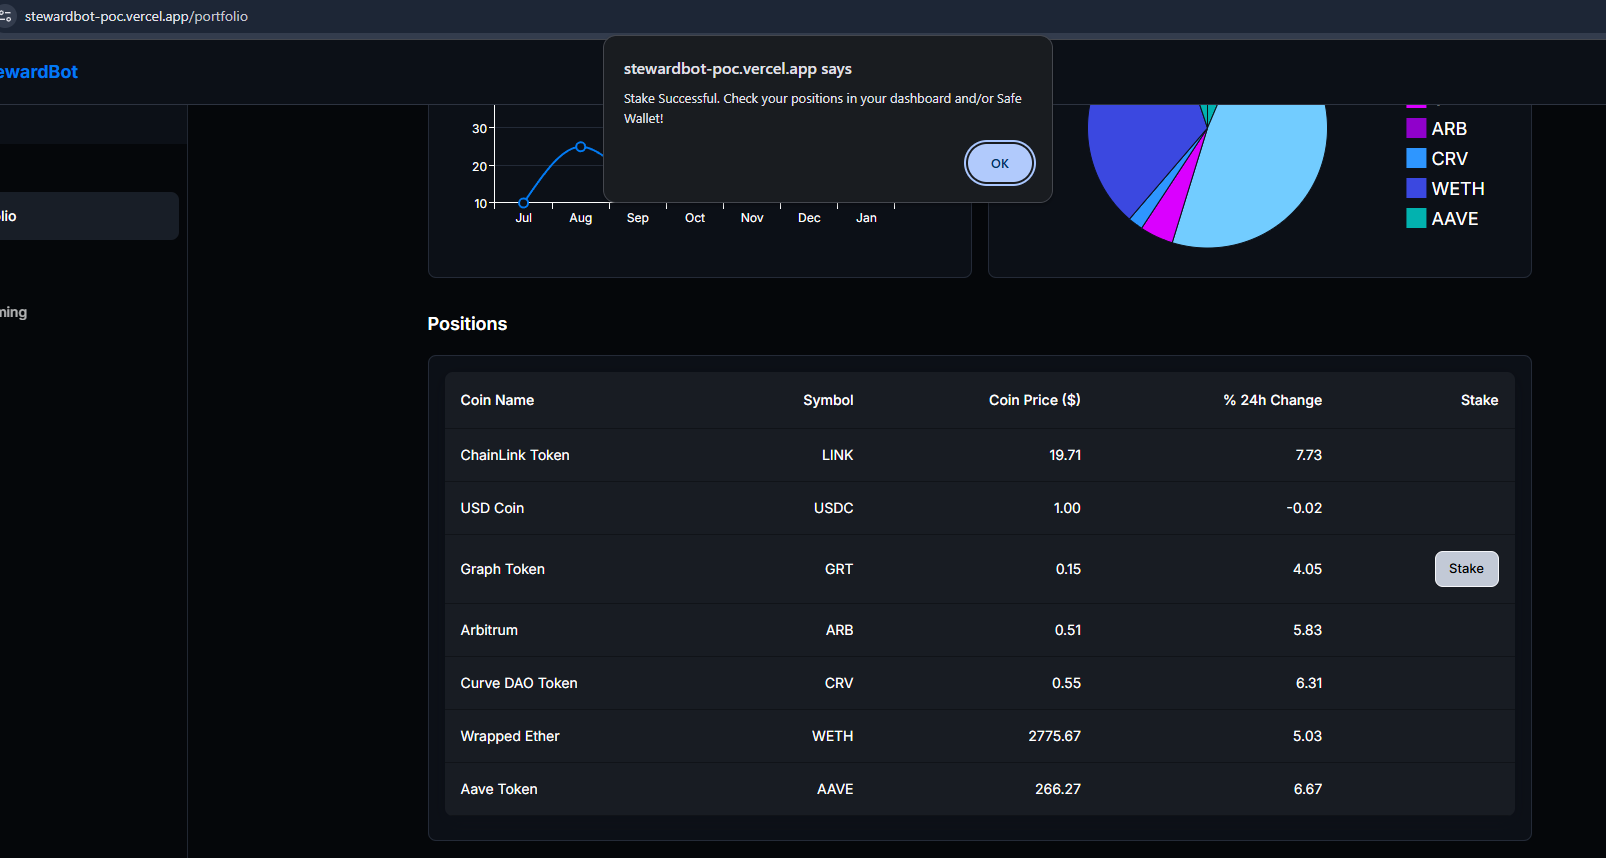 stewardbot-poc.vercel.app/portfolio
ewardBot
stewardbot-poc.vercel.app says
Stake Successful. Check your positions in your dashboard and/or Safe
Wallet!
OK
30
20
10
Jul Aug Sep Oct Nov Dec Jan
ARB
CRV
WETH
AAVE
lio
ning
Positions
Coin Name Symbol Coin Price ($) % 24h Change Stake
ChainLink Token LINK 19.71 7.73
USD Coin USDC 1.00 -0.02
Graph Token GRT 0.15 4.05 Stake
Arbitrum ARB 0.51 5.83
Curve DAO Token CRV 0.55 6.31
Wrapped Ether WETH 2775.67 5.03
Aave Token AAVE 266.27 6.67